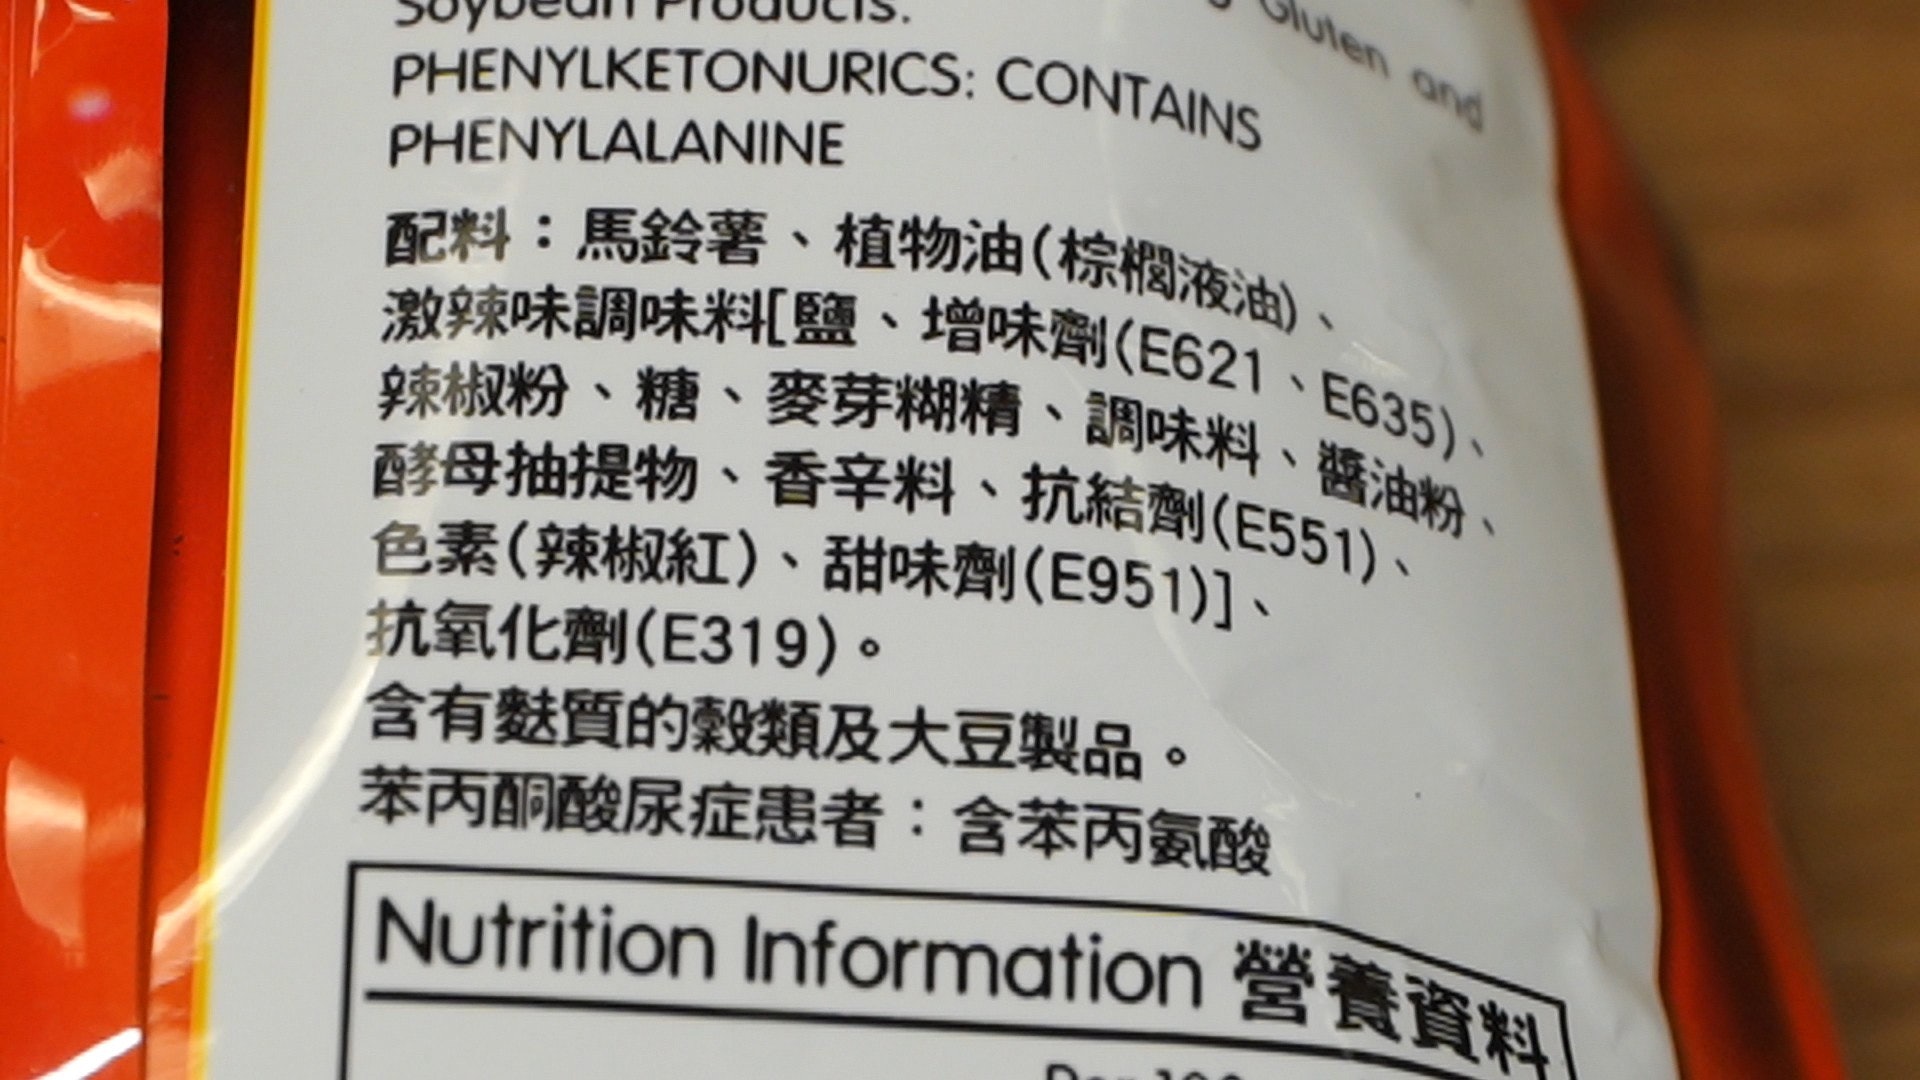 Soybean Products.
Gluten and
PHENYLKETONURICS: CONTAINS
PHENYLALANINE
配料：馬鈴薯、植物油(棕櫚液油)、
激辣味調味料[鹽、增味劑(E621、E635)、
辣椒粉、糖、麥芽糊精、調味料、醬油粉、
酵母抽提物、香辛料、抗結劑(E551)、
色素(辣椒紅)、甜味劑(E951)]、
抗氧化劑(E319)。
含有麩質的穀類及大豆製品。
苯丙酮酸尿症患者：含苯丙氨酸
Nutrition Information 營養資料